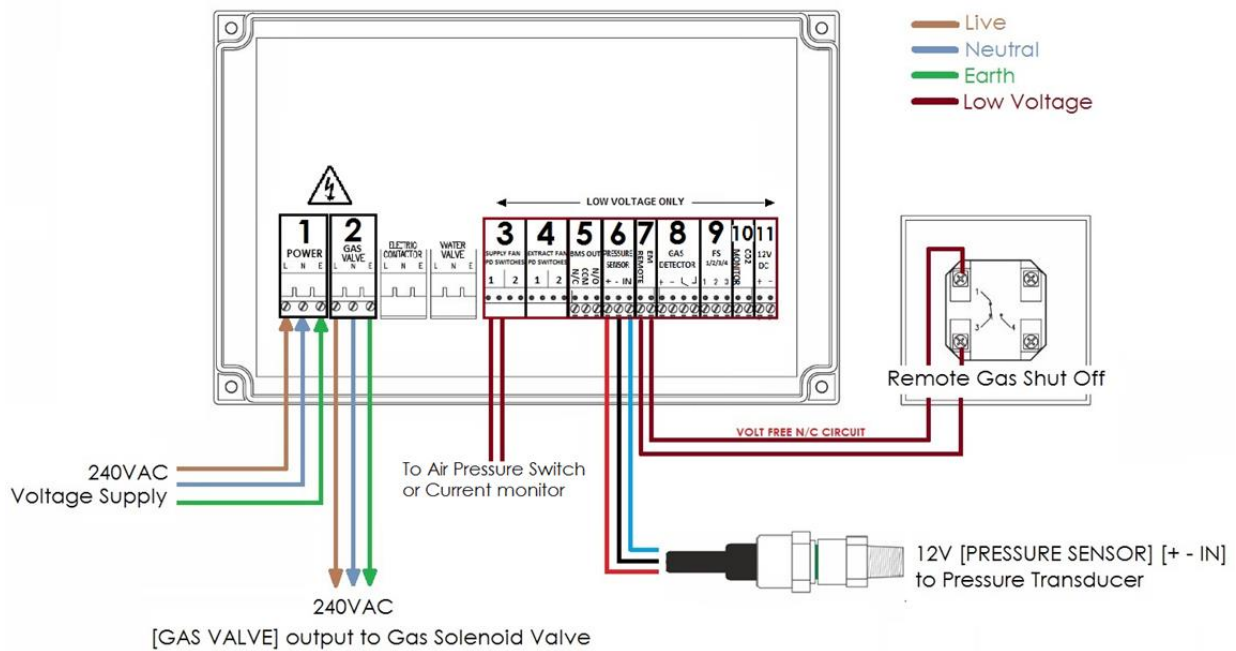 Live
Neutral
Earth
Low Voltage
LOW VOLTAGE ONLY
1
POWER
L N E
2
GAS
VALVE
L N E
ELECTRIC
CONTACTOR
L N E
WATER
VALVE
L N E
3
SUPPLY FAN
PD SWITCHES
1 2
4
EXTRACT FAN
PD SWITCHES
1 2
5
BMS OUT
N/C
COM
N/O
6
PRESSURE
SENSOR
+ - IN
7
EM
REMOTE
8
GAS
DETECTOR
+ -
9
FS
1/2/3/4
1 2 3
10
CO2
MONITOR
11
12V
DC
+ -
1
3
4
Remote Gas Shut Off
VOLT FREE N/C CIRCUIT
240VAC
Voltage Supply
To Air Pressure Switch
or Current monitor
12V [PRESSURE SENSOR] [+ - IN]
to Pressure Transducer
240VAC
[GAS VALVE] output to Gas Solenoid Valve